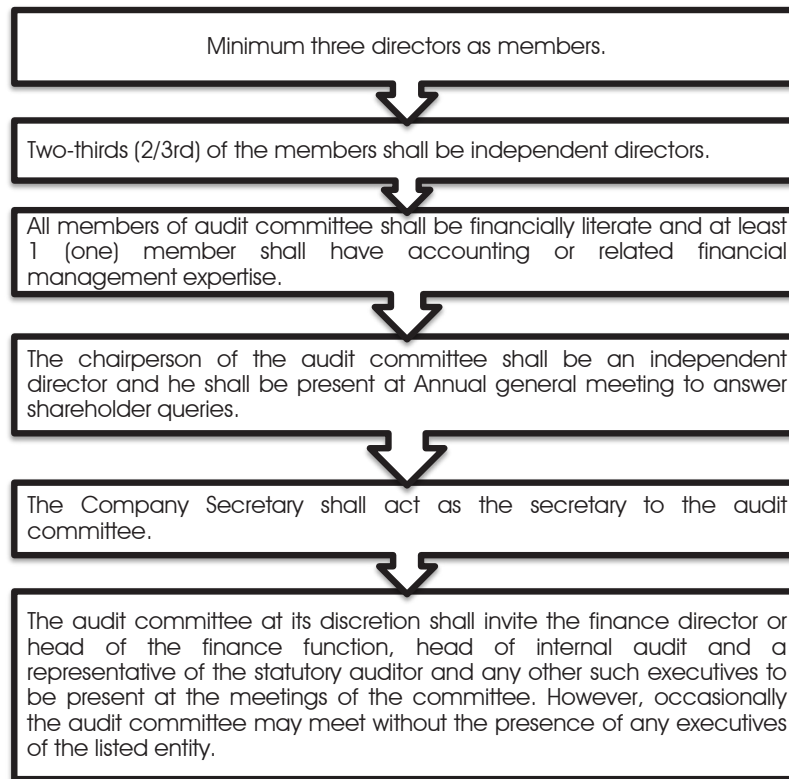 Minimum three directors as members.
Two-thirds (2/3rd) of the members shall be independent directors.
All members of audit committee shall be financially literate and at least
1 (one) member shall have accounting or related financial
management expertise.
The chairperson of the audit committee shall be an independent
director and he shall be present at Annual general meeting to answer
shareholder queries.
The Company Secretary shall act as the secretary to the audit
committee.
The audit committee at its discretion shall invite the finance director or
head of the finance function, head of internal audit and a
representative of the statutory auditor and any other such executives to
be present at the meetings of the committee. However, occasionally
the audit committee may meet without the presence of any executives
of the listed entity.